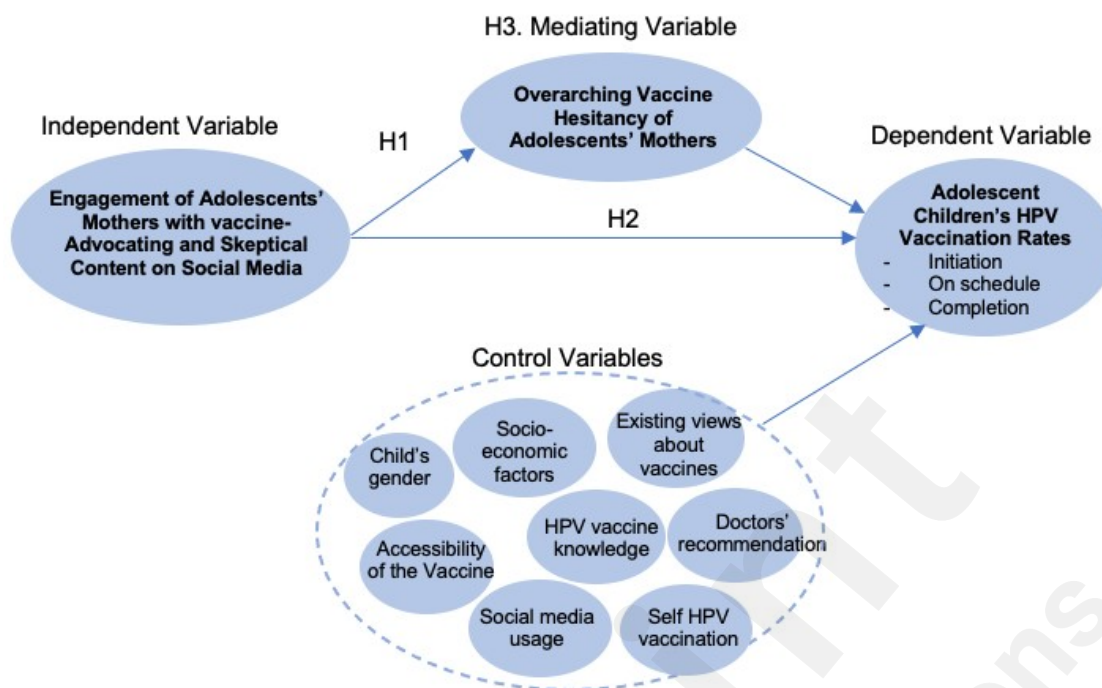 H3. Mediating Variable
Overarching Vaccine
Hesitancy of
Adolescents' Mothers
Independent Variable
H1
Engagement of Adolescents'
Mothers with vaccine-
Advocating and Skeptical
Content on Social Media
H2
Dependent Variable
Adolescent
Children's HPV
Vaccination Rates
- Initiation
- On schedule
- Completion
Control Variables
Child's
gender
Socio-
economic
factors
Existing views
about
vaccines
Accessibility
of the Vaccine
HPV vaccine
knowledge
Doctors'
recommendation
Social media
usage
Self HPV
vaccination